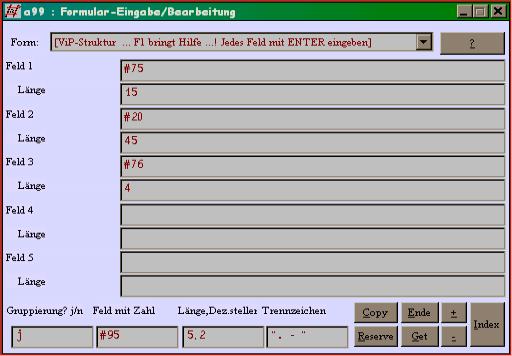 a99 : Formular-Eingabe/Bearbeitung
Form: [ViP-Struktur ... F1 bringt Hilfe ...! Jedes Feld mit ENTER eingeben] ?
Feld 1 #75
Länge 15
Feld 2 #20
Länge 45
Feld 3 #76
Länge 4
Feld 4
Länge
Feld 5
Länge
Gruppierung? j/n Feld mit Zahl Länge,Dez.steller Trennzeichen
j #95 5,2 ". - "
Copy Ende + Index
Reserve Get -